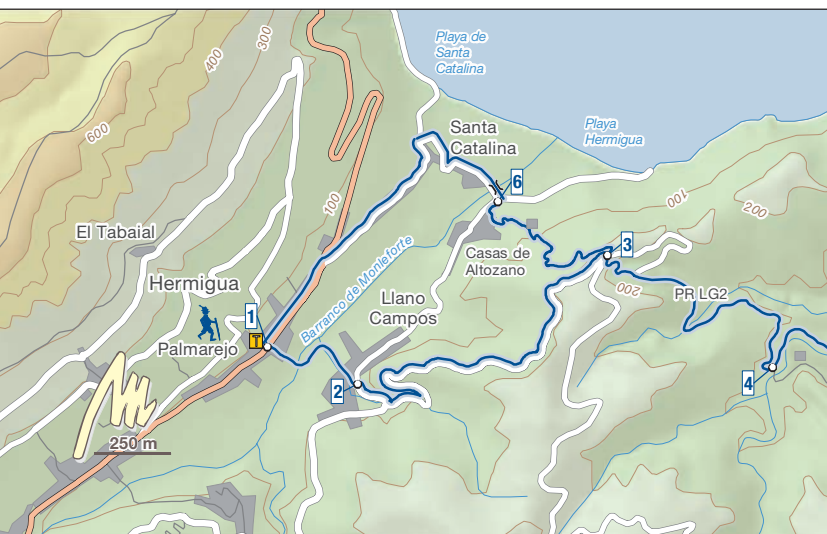 Playa de
Santa
Catalina
300
400
600
Santa
Catalina
Playa
Hermigua
6
100
200
100
El Tabaial
Casas de
Altozano
3
Barranco de Monleforte
Hermigua
200
PR LG2
Llano
Campos
1
T
Palmarejo
2
4
250 m